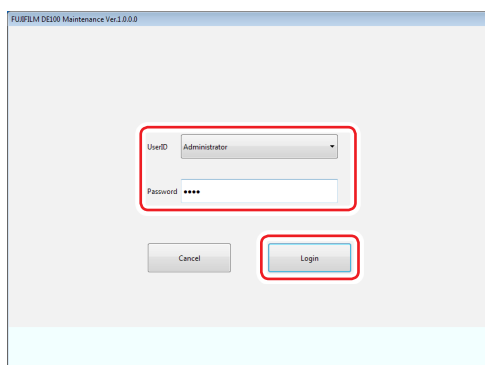 FUJIFILM DE100 Maintenance Ver.1.0.0.0
UserID Administrator
Password ••••
Cancel Login